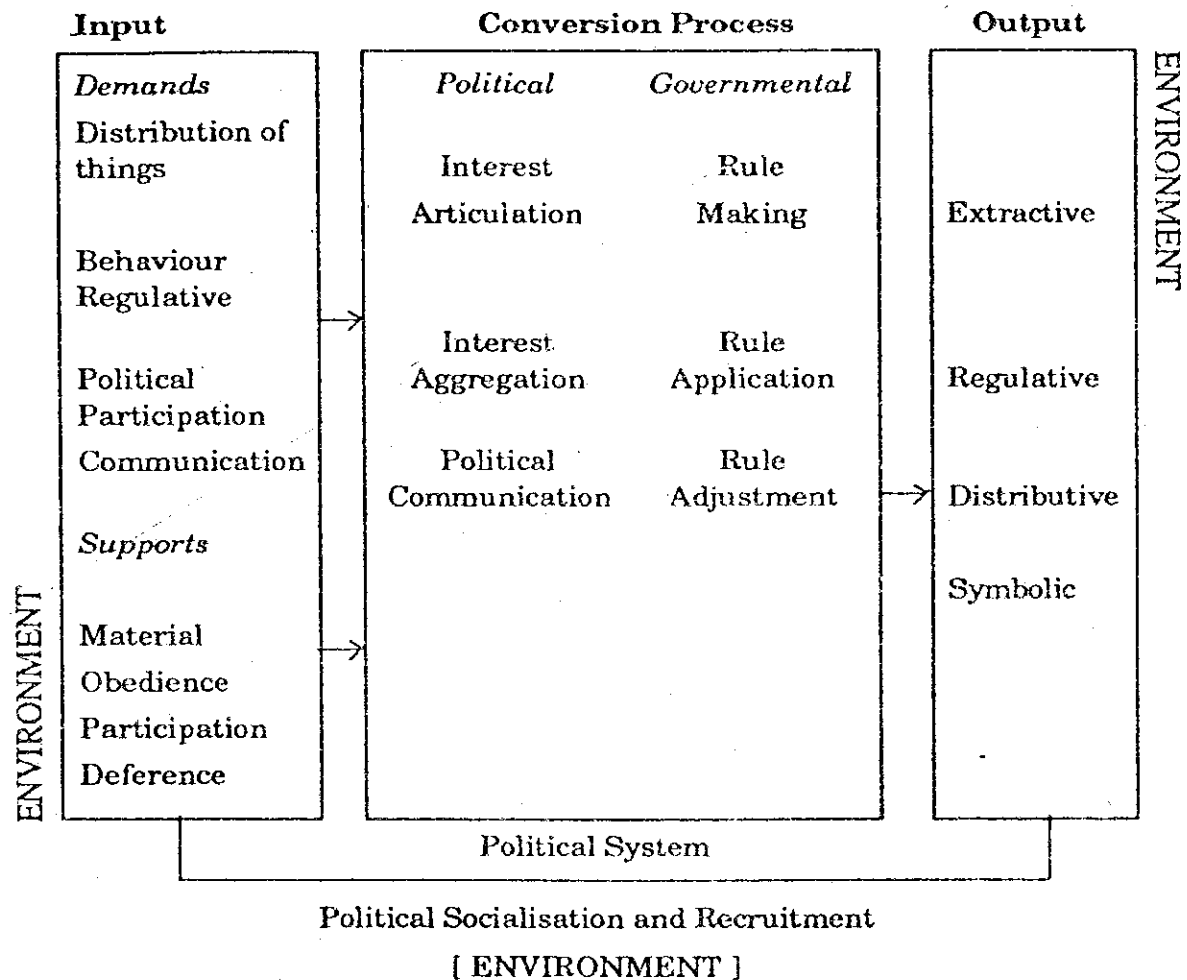 Input
Conversion Process
Output
ENVIRONMENT
Demands
Distribution of
things
Behaviour
Regulative
Political
Participation
Communication
Supports
Material
Obedience
Participation
Deference
Political
Interest
Articulation
Interest
Aggregation
Political
Communication
Governmental
Rule
Making
Rule
Application
Rule
Adjustment
Extractive
Regulative
Distributive
Symbolic
ENVIRONMENT
Political System
Political Socialisation and Recruitment
[ ENVIRONMENT ]